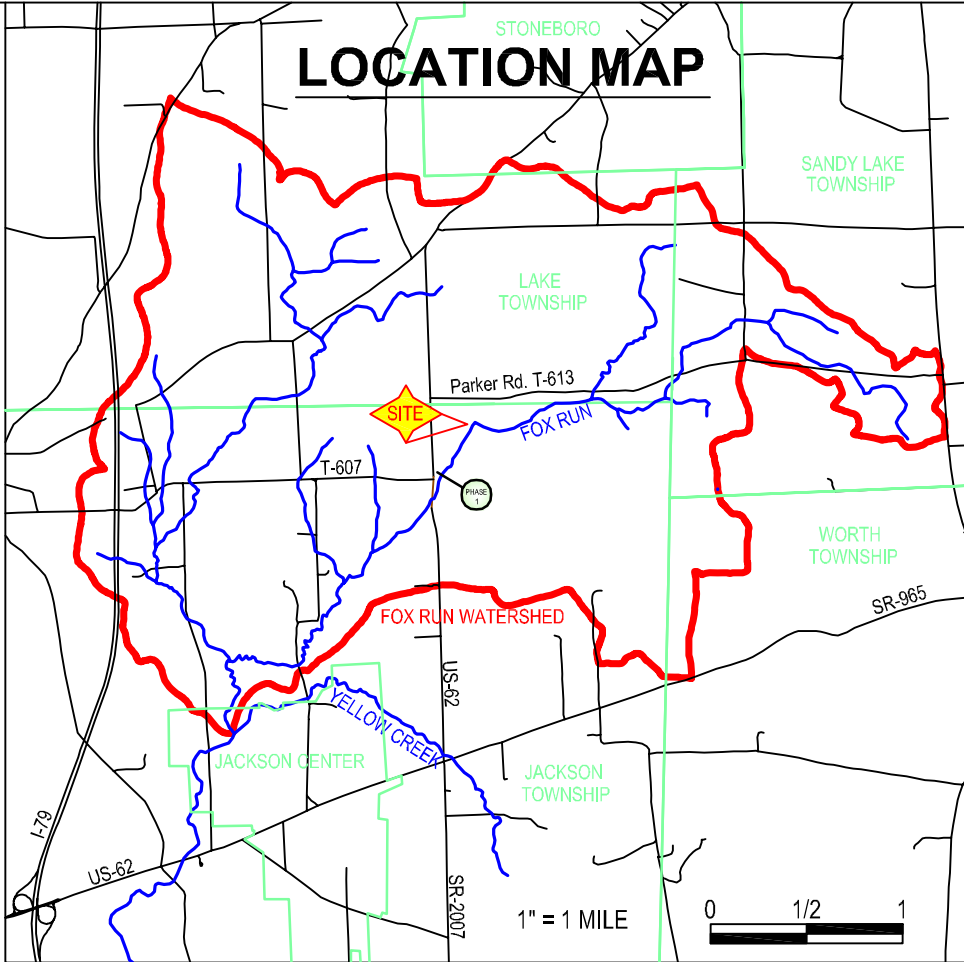 STONEBORO
LOCATION MAP
SANDY LAKE
TOWNSHIP
LAKE
TOWNSHIP
Parker Rd. T-613
SITE
FOX RUN
T-607
PHASE
1
WORTH
TOWNSHIP
SR-965
FOX RUN WATERSHED
US-62
YELLOW CREEK
JACKSON CENTER
JACKSON
TOWNSHIP
I-79
US-62
SR-2007
1" = 1 MILE
0 1/2 1